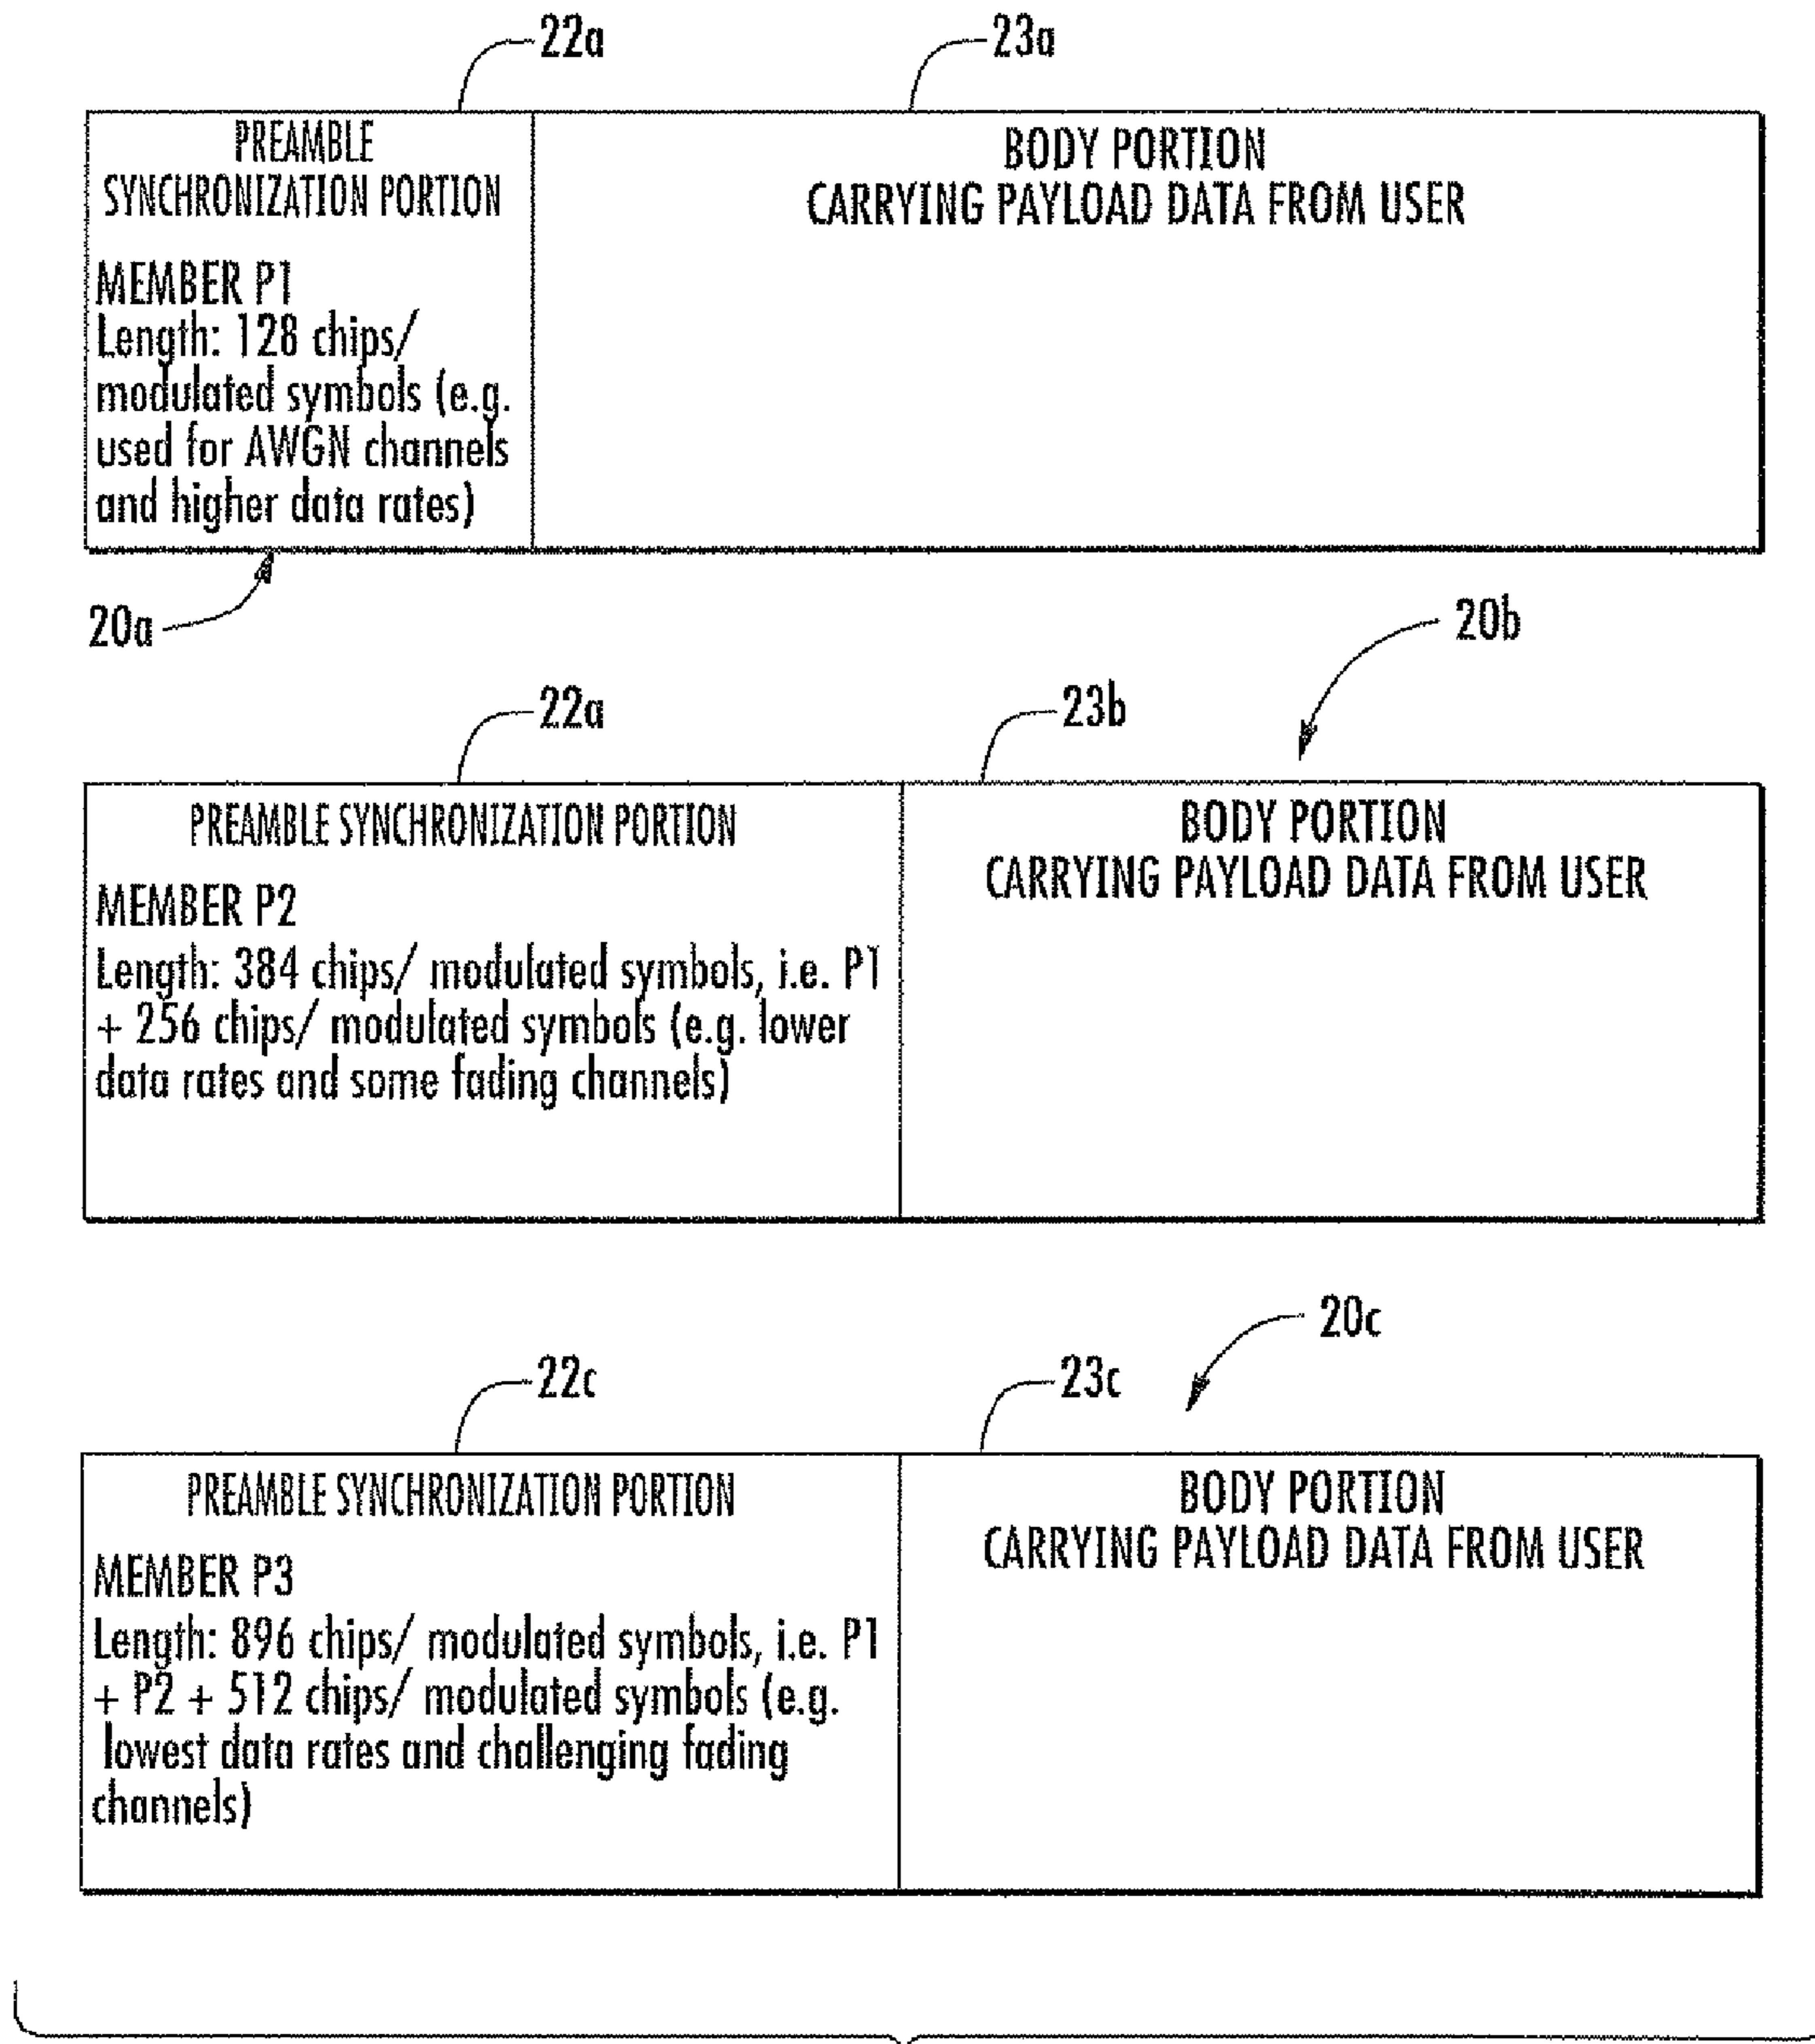 22a
23a
PREAMBLE
SYNCHRONIZATION PORTION
MEMBER P1
Length: 128 chips/
modulated symbols (e.g.
used for AWGN channels
and higher data rates)
BODY PORTION
CARRYING PAYLOAD DATA FROM USER
20a
20b
22a
23b
PREAMBLE SYNCHRONIZATION PORTION
MEMBER P2
Length: 384 chips/ modulated symbols, i.e. P1
+ 256 chips/ modulated symbols (e.g. lower
data rates and some fading channels)
BODY PORTION
CARRYING PAYLOAD DATA FROM USER
20c
22c
23c
PREAMBLE SYNCHRONIZATION PORTION
MEMBER P3
Length: 896 chips/ modulated symbols, i.e. P1
+ P2 + 512 chips/ modulated symbols (e.g.
lowest data rates and challenging fading
channels)
BODY PORTION
CARRYING PAYLOAD DATA FROM USER